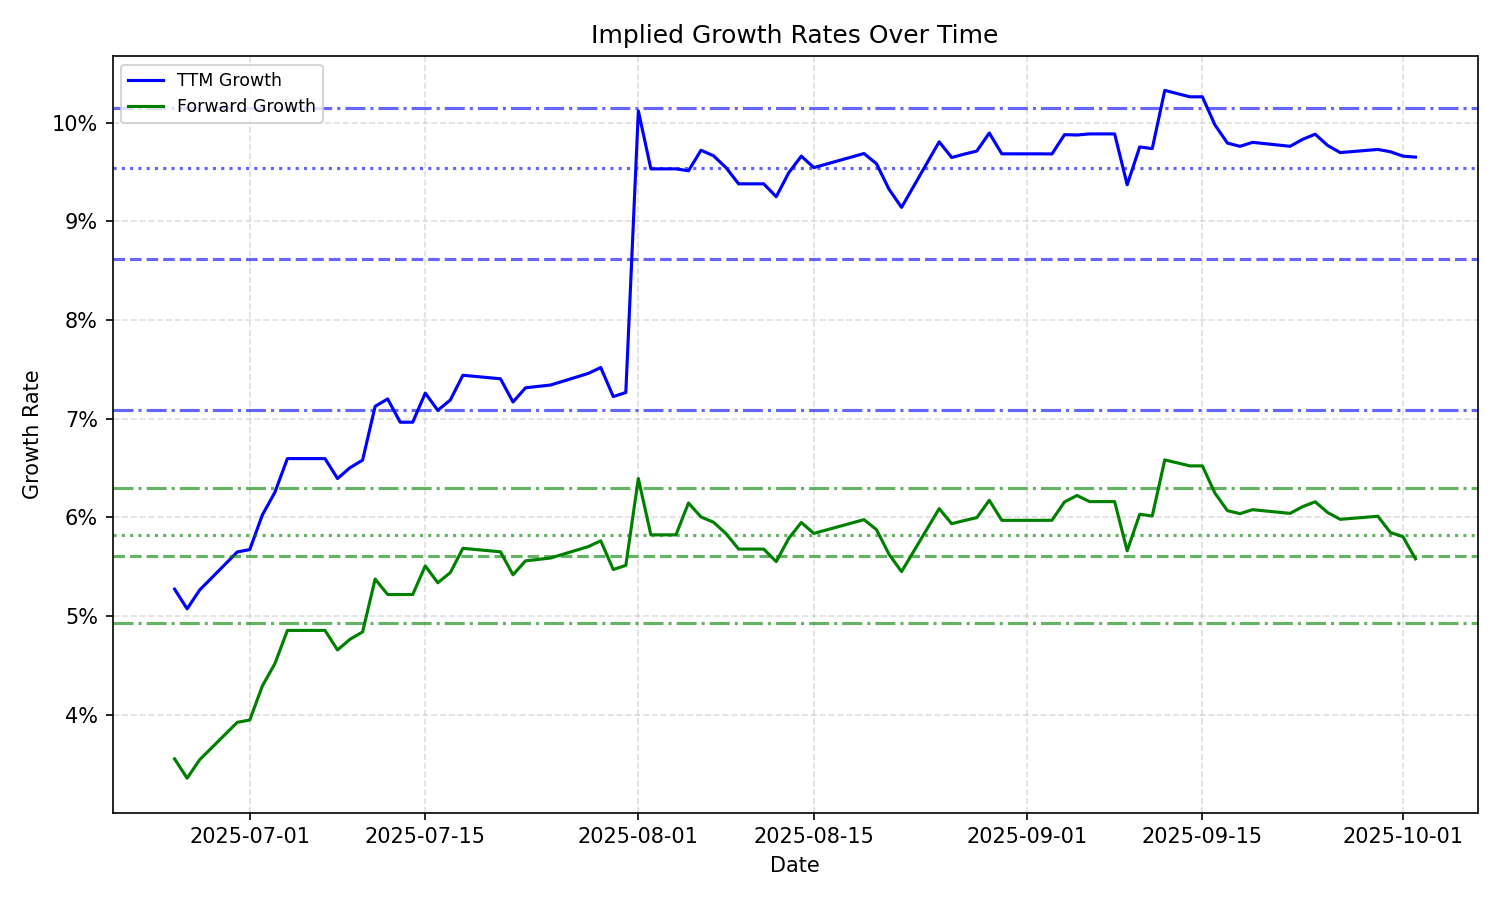 Implied Growth Rates Over Time
TTM Growth
Forward Growth
10%
9%
8%
7%
6%
5%
4%
Growth Rate
2025-07-01
2025-07-15
2025-08-01
2025-08-15
2025-09-01
2025-09-15
2025-10-01
Date